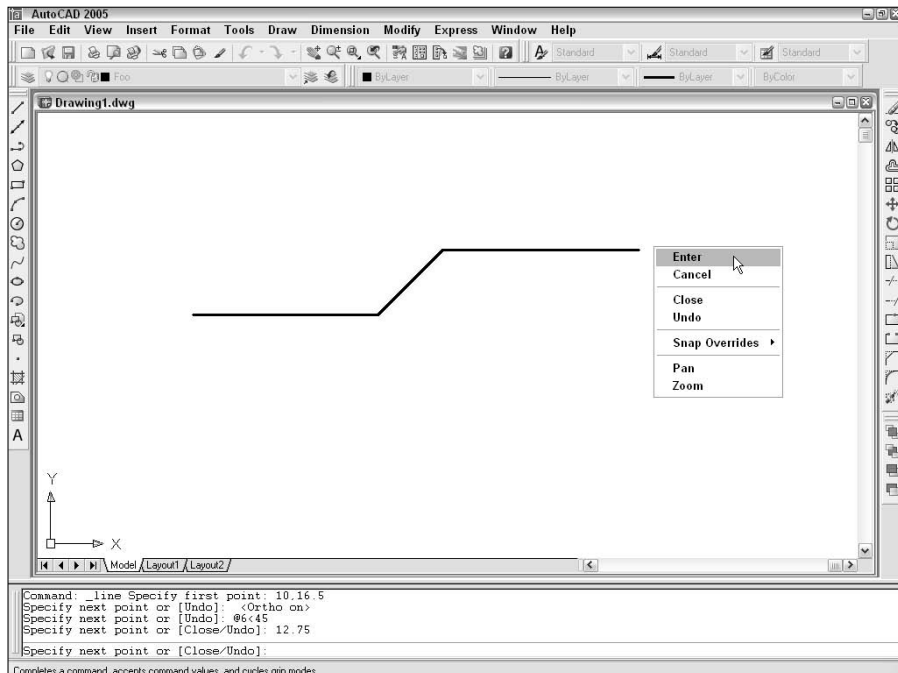 AutoCAD 2005
File Edit View Insert Format Tools Draw Dimension Modify Express Window Help
Standard Standard Standard
Foo ByLayer ByLayer ByLayer ByColor
Drawing1.dwg
Enter
Cancel
Close
Undo
Snap Overrides
Pan
Zoom
Y
X
A
Model Layout1 Layout2
Command: _line Specify first point: 10,16.5
Specify next point or [Undo]: <Ortho on>
Specify next point or [Undo]: @6<45
Specify next point or [Close/Undo]: 12.75
Specify next point or [Close/Undo]:
Completes a command, accepts command values, and cycles grip modes